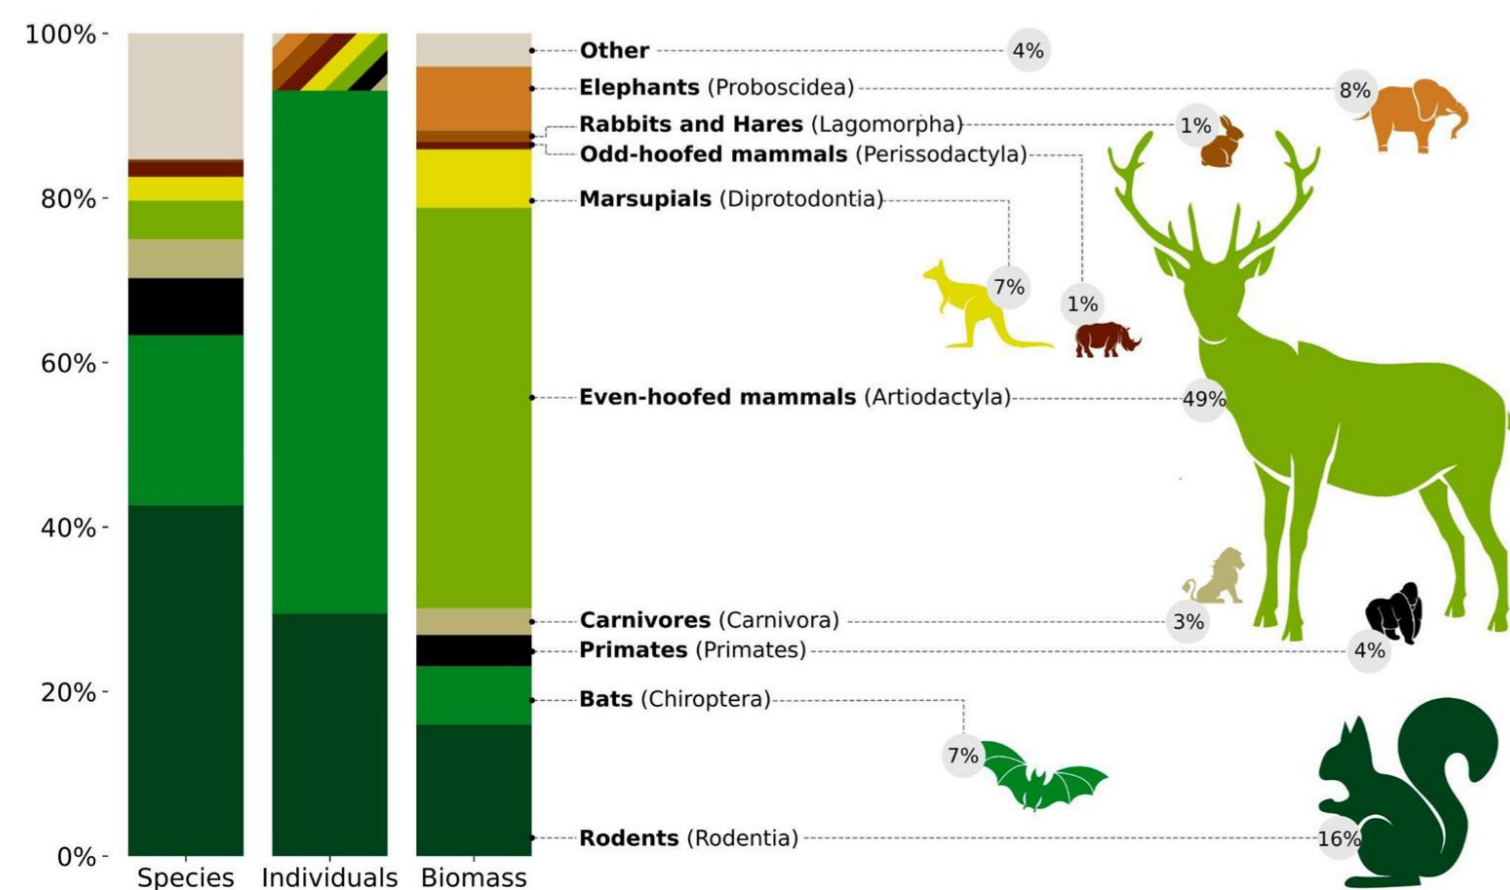 100%
80%
60%
40%
20%
0%
Species
Individuals
Biomass
Other 4%
Elephants (Proboscidea) 8%
Rabbits and Hares (Lagomorpha) 1%
Odd-hoofed mammals (Perissodactyla) 1%
Marsupials (Diprotodontia) 7%
Even-hoofed mammals (Artiodactyla) 49%
Carnivores (Carnivora) 3%
Primates (Primates) 4%
Bats (Chiroptera) 7%
Rodents (Rodentia) 16%